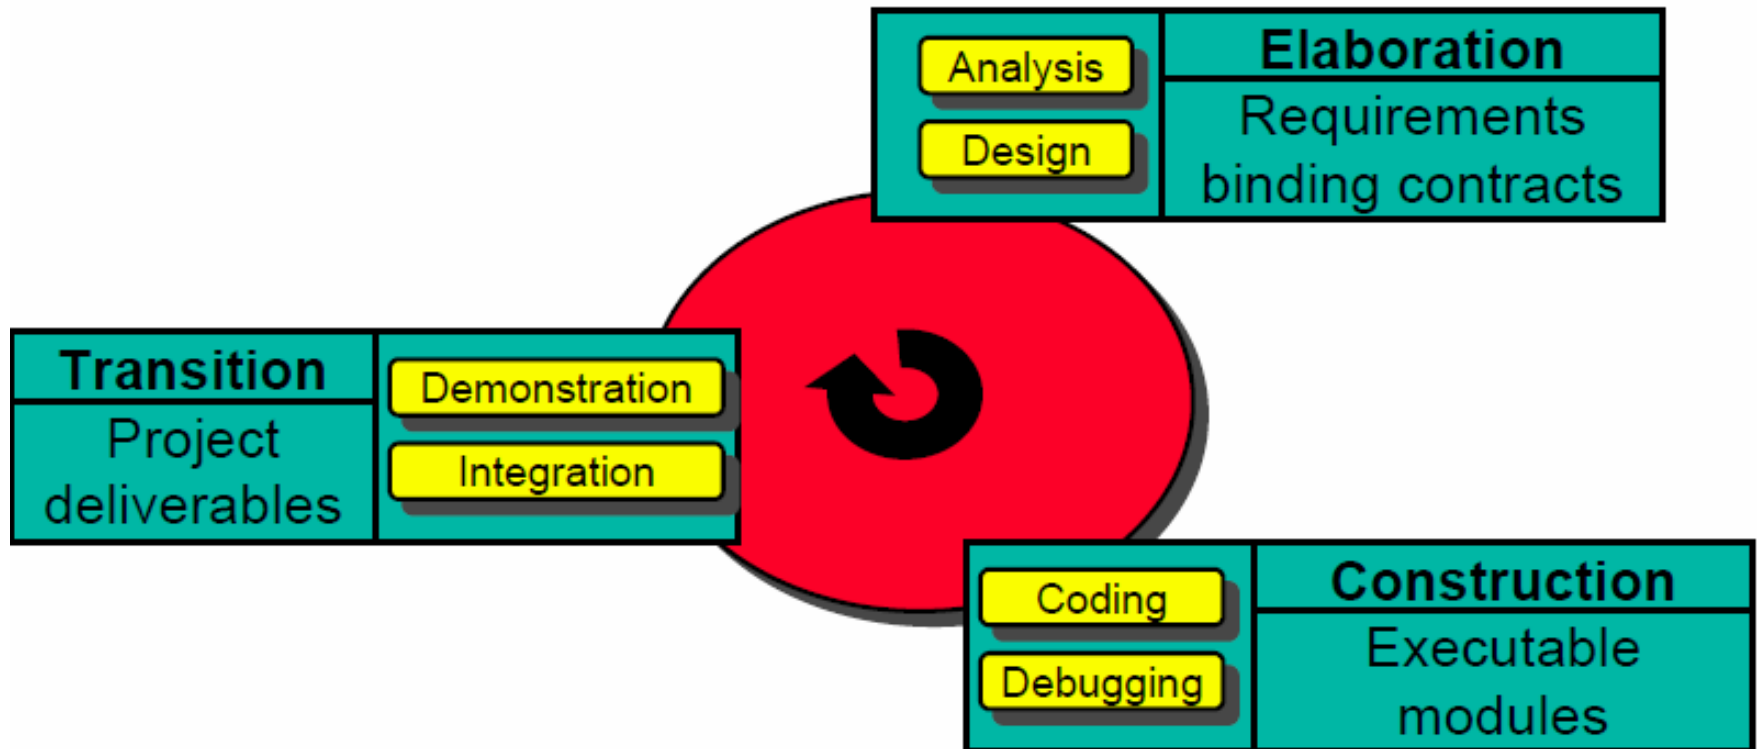 Analysis
Design
Elaboration
Requirements
binding contracts
Transition
Project
deliverables
Demonstration
Integration
Coding
Debugging
Construction
Executable
modules